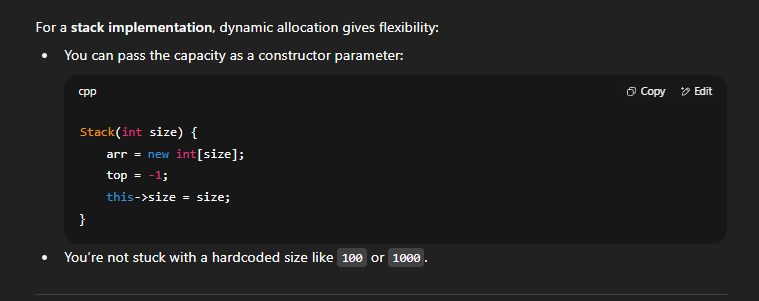 For a stack implementation, dynamic allocation gives flexibility:
• You can pass the capacity as a constructor parameter:
cpp Copy Edit
Stack(int size) {
    arr = new int[size];
    top = -1;
    this->size = size;
}
• You’re not stuck with a hardcoded size like 100 or 1000.